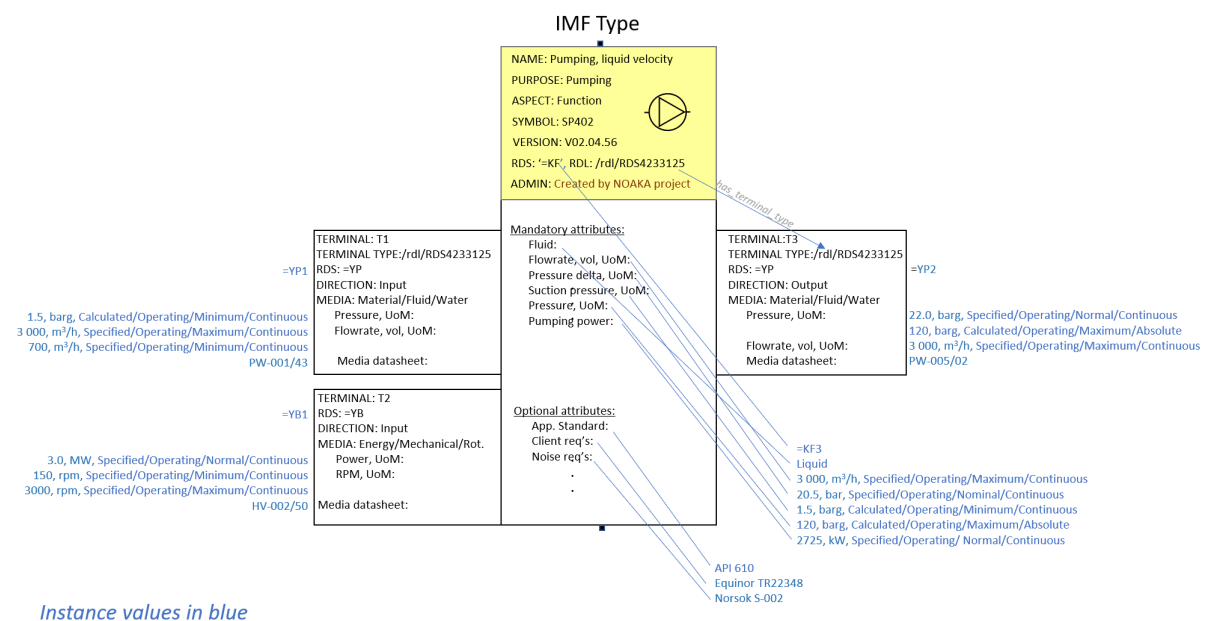 IMF Type
NAME: Pumping, liquid velocity
PURPOSE: Pumping
ASPECT: Function
SYMBOL: SP402
VERSION: V02.04.56
RDS: ‘=KF’, RDL: /rdl/RDS4233125
ADMIN: Created by NOAKA project
has_terminal_type
=YP1
1.5, barg, Calculated/Operating/Minimum/Continuous
3 000, m³/h, Specified/Operating/Maximum/Continuous
700, m³/h, Specified/Operating/Minimum/Continuous
PW-001/43
TERMINAL: T1
TERMINAL TYPE:/rdl/RDS4233125
RDS: =YP
DIRECTION: Input
MEDIA: Material/Fluid/Water
Pressure, UoM:
Flowrate, vol, UoM:
Media datasheet:
=YB1
3.0, MW, Specified/Operating/Normal/Continuous
150, rpm, Specified/Operating/Minimum/Continuous
3000, rpm, Specified/Operating/Maximum/Continuous
HV-002/50
TERMINAL: T2
RDS: =YB
DIRECTION: Input
MEDIA: Energy/Mechanical/Rot.
Power, UoM:
RPM, UoM:
Media datasheet:
Mandatory attributes:
Fluid:
Flowrate, vol, UoM:
Pressure delta, UoM:
Suction pressure, UoM:
Pressure, UoM:
Pumping power:
Optional attributes:
App. Standard:
Client req’s:
Noise req’s:
TERMINAL:T3
TERMINAL TYPE:/rdl/RDS4233125
RDS: =YP
DIRECTION: Output
MEDIA: Material/Fluid/Water
Pressure, UoM:
Flowrate, vol, UoM:
Media datasheet:
=YP2
22.0, barg, Specified/Operating/Normal/Continuous
120, barg, Calculated/Operating/Maximum/Absolute
3 000, m³/h, Specified/Operating/Maximum/Continuous
PW-005/02
=KF3
Liquid
3 000, m³/h, Specified/Operating/Maximum/Continuous
20.5, bar, Specified/Operating/Nominal/Continuous
1.5, barg, Calculated/Operating/Minimum/Continuous
120, barg, Calculated/Operating/Maximum/Absolute
2725, kW, Specified/Operating/ Normal/Continuous
API 610
Equinor TR22348
Norsok S-002
Instance values in blue